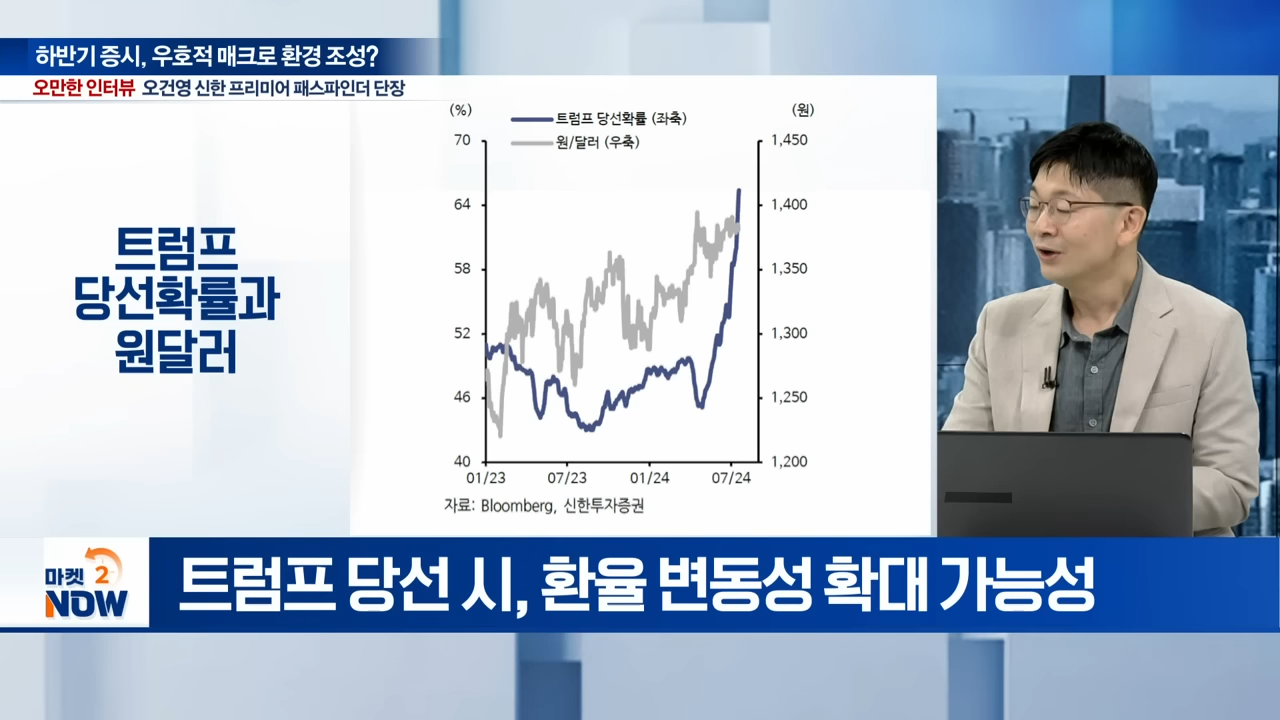 하반기 증시, 우호적 매크로 환경 조성?
오만한 인터뷰 오건영 신한 프리미어 패스파인더 단장
트럼프
당선확률과
원달러
(%)
(원)
트럼프 당선확률 (좌축)
원/달러 (우축)
70
64
58
52
46
40
1,450
1,400
1,350
1,300
1,250
1,200
01/23
07/23
01/24
07/24
자료: Bloomberg, 신한투자증권
마켓 2
NOW
트럼프 당선 시, 환율 변동성 확대 가능성